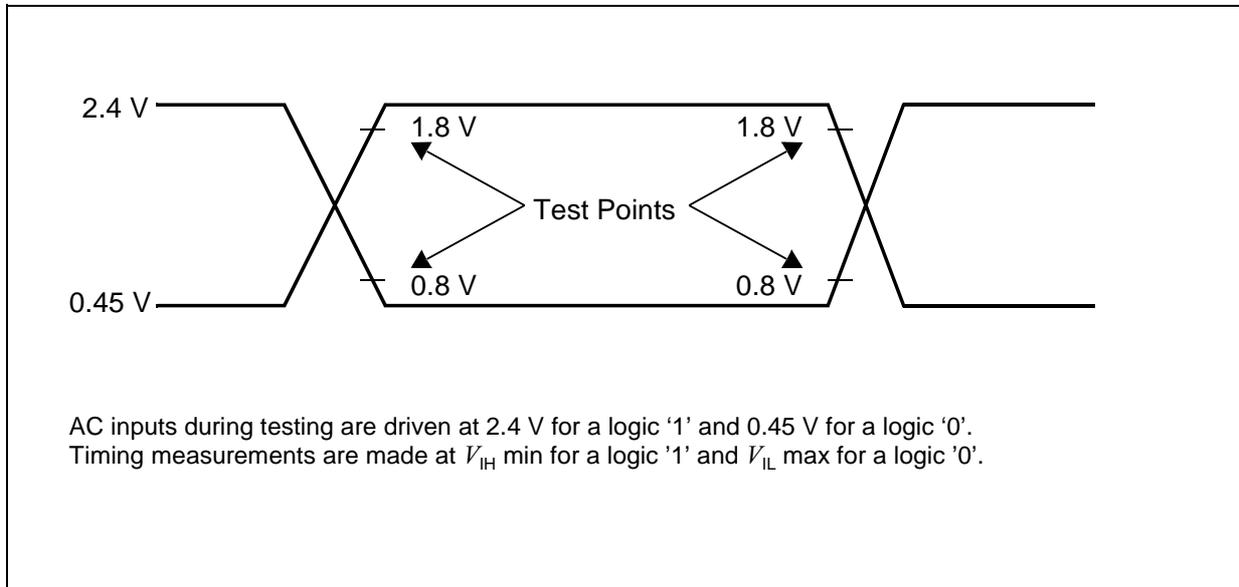 2.4 V
1.8 V
1.8 V
Test Points
0.8 V
0.8 V
0.45 V
AC inputs during testing are driven at 2.4 V for a logic ‘1’ and 0.45 V for a logic ‘0’.
Timing measurements are made at VIH min for a logic '1' and VIL max for a logic '0'.